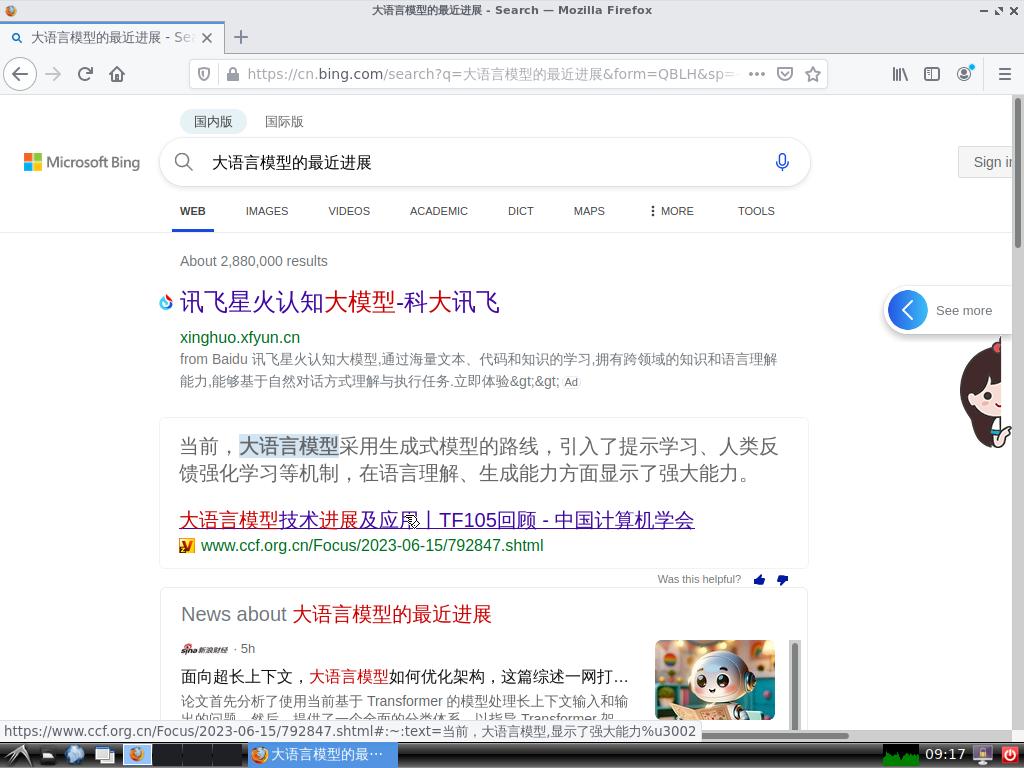 大语言模型的最近进展 - Search — Mozilla Firefox
大语言模型的最近进展 - Se
https://cn.bing.com/search?q=大语言模型的最近进展&form=QBLH&sp=-
国内版 国际版
Microsoft Bing
大语言模型的最近进展
Sign in
WEB IMAGES VIDEOS ACADEMIC DICT MAPS MORE TOOLS
About 2,880,000 results
讯飞星火认知大模型-科大讯飞
xinghuo.xfyun.cn
from Baidu 讯飞星火认知大模型,通过海量文本、代码和知识的学习,拥有跨领域的知识和语言理解
能力,能够基于自然对话方式理解与执行任务.立即体验&gt;&gt; Ad
See more
当前，大语言模型采用生成式模型的路线，引入了提示学习、人类反
馈强化学习等机制，在语言理解、生成能力方面显示了强大能力。
大语言模型技术进展及应用丨TF105回顾 - 中国计算机学会
www.ccf.org.cn/Focus/2023-06-15/792847.shtml
Was this helpful?
News about 大语言模型的最近进展
sina 新浪财经 · 5h
面向超长上下文，大语言模型如何优化架构，这篇综述一网打…
论文首先分析了使用当前基于 Transformer 的模型处理长上下文输入和输
出的问题。然后，提供了一个全面的分类体系，以指导 Transformer 架
https://www.ccf.org.cn/Focus/2023-06-15/792847.shtml#:~:text=当前，大语言模型,显示了强大能力%u3002
大语言模型的最…
09:17